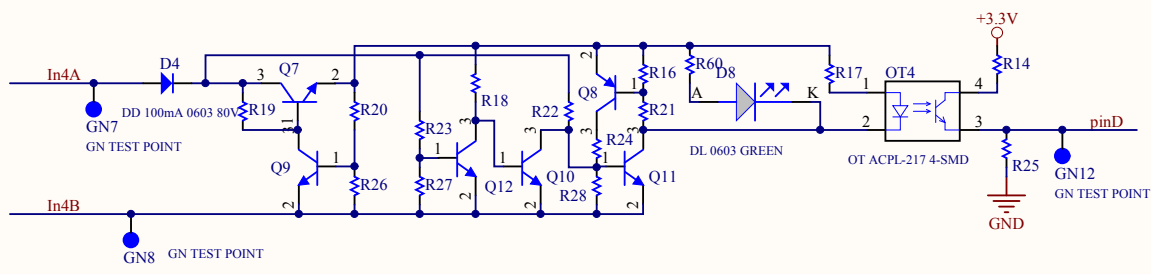 +3.3V
In4A
D4
3
Q7
2
2
R60
D8
R17
OT4
R14
GN7
DD 100mA 0603 80V
R19
R20
R18
R22
Q8
1
R16
A
K
1
4
GN TEST POINT
1
3
R23
3
3
3
R24
R21
3
2
3
pinD
Q9
1
R26
1
R27
Q12
1
Q10
R28
1
Q11
DL 0603 GREEN
OT ACPL-217 4-SMD
R25
GN12
GN TEST POINT
In4B
2
2
2
2
GND
GN8
GN TEST POINT